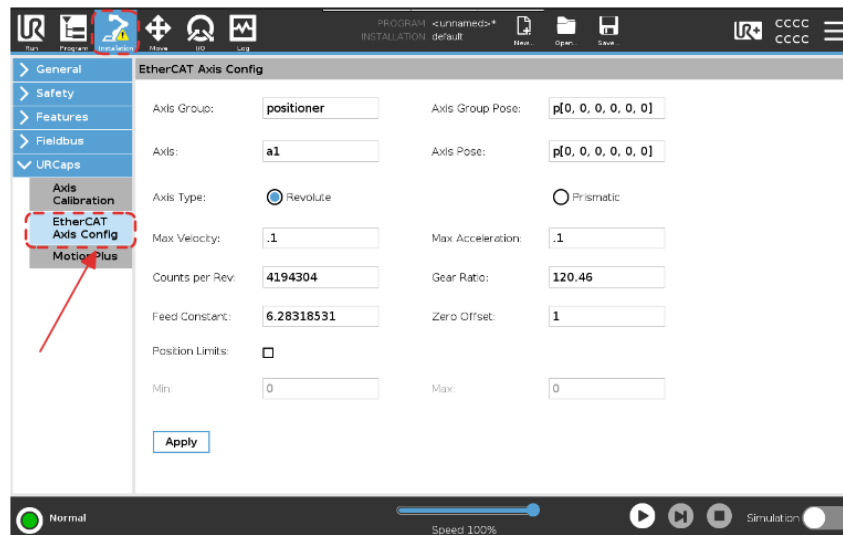 PROGRAM <unnamed>*
INSTALLATION default
UR
Run
Program
Installation
Move
I/O
Log
New...
Open...
Save...
UR+
CCCC
CCCC
General
Safety
Features
Fieldbus
URCaps
Axis
Calibration
EtherCAT
Axis Config
MotionPlus
EtherCAT Axis Config
Axis Group: positioner Axis Group Pose: p[0, 0, 0, 0, 0, 0]
Axis: a1 Axis Pose: p[0, 0, 0, 0, 0, 0]
Axis Type: Revolute Prismatic
Max Velocity: .1 Max Acceleration: .1
Counts per Rev: 4194304 Gear Ratio: 120.46
Feed Constant: 6.28318531 Zero Offset: 1
Position Limits:
Min: 0 Max: 0
Apply
Normal
Speed 100%
Simulation